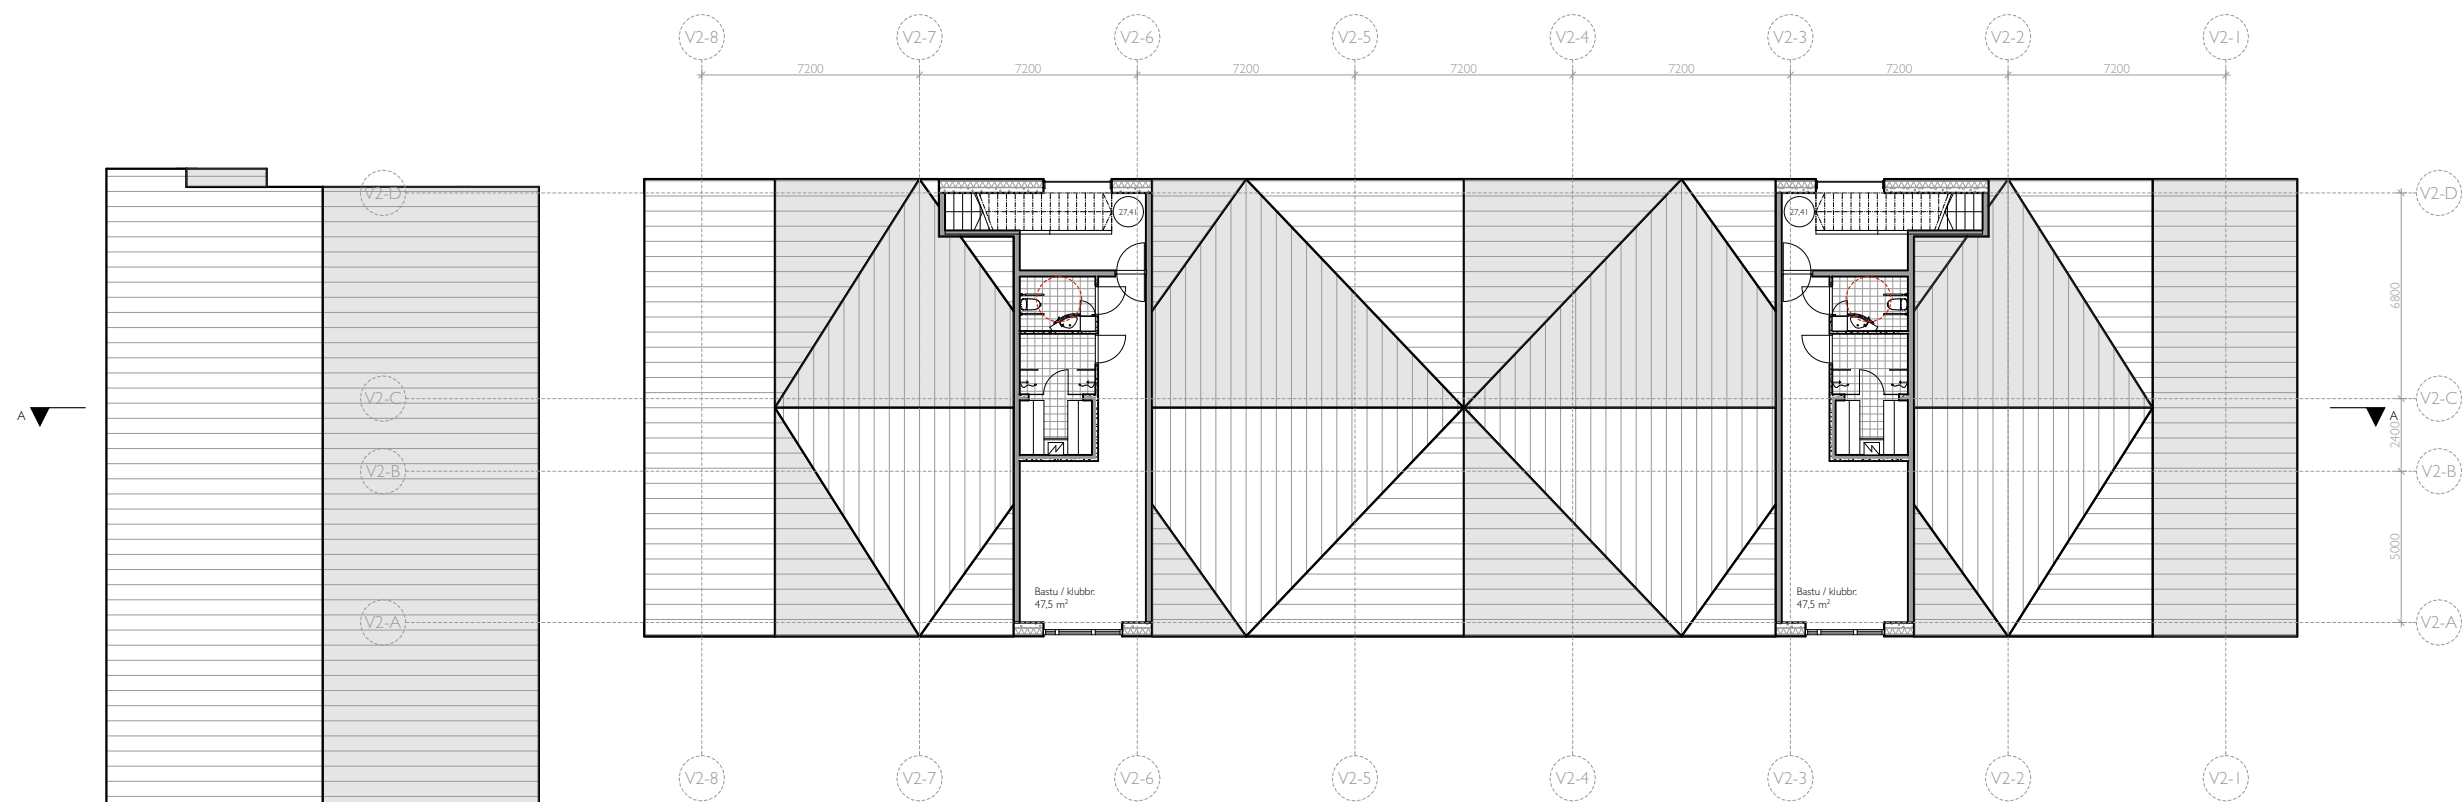 V2-8 V2-7 V2-6 V2-5 V2-4 V2-3 V2-2 V2-1
7200 7200 7200 7200 7200 7200 7200
V2-D V2-D
27,41 27,41
6800
V2-C V2-C
A A
2400
V2-B V2-B
5000
Bastu / klubbr. Bastu / klubbr.
47,5 m² 47,5 m²
V2-A V2-A
V2-8 V2-7 V2-6 V2-5 V2-4 V2-3 V2-2 V2-1